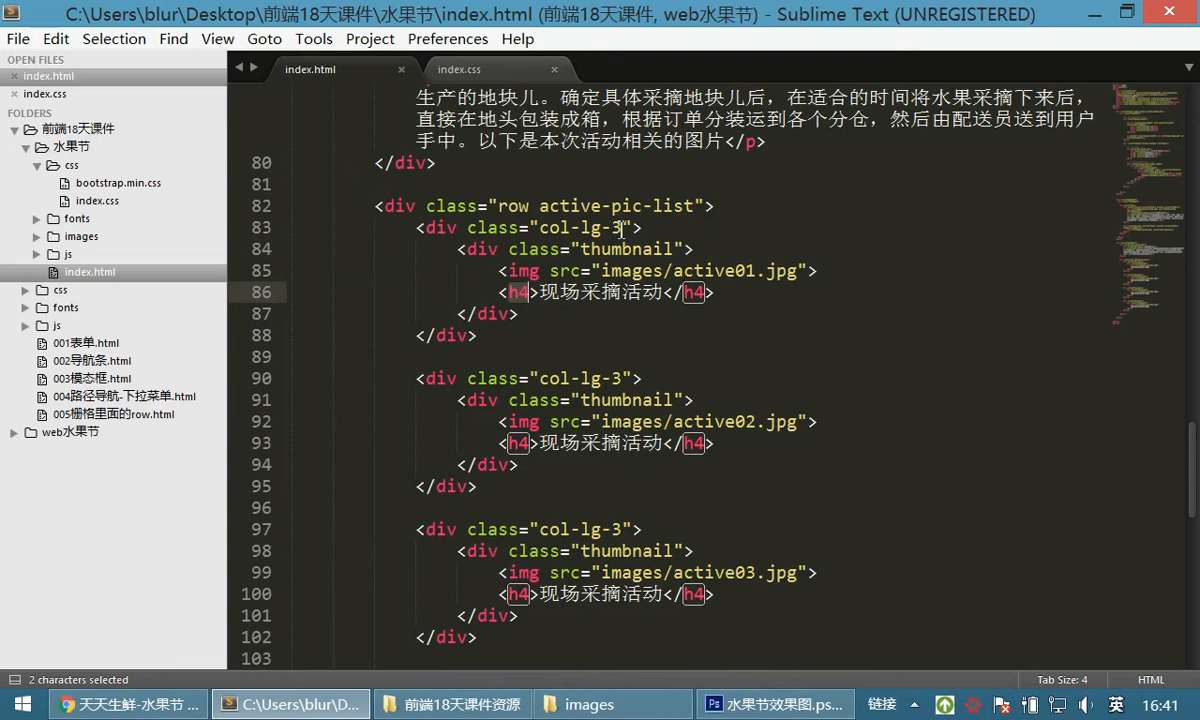 C:\Users\blur\Desktop\前端18天课件\水果节\index.html (前端18天课件, web水果节) - Sublime Text (UNREGISTERED)
File Edit Selection Find View Goto Tools Project Preferences Help
OPEN FILES
index.html
index.css
FOLDERS
前端18天课件
水果节
css
bootstrap.min.css
index.css
fonts
images
js
index.html
css
fonts
js
001表单.html
002导航条.html
003模态框.html
004路径导航-下拉菜单.html
005栅格里面的row.html
web水果节
index.html index.css
生产的地块儿。确定具体采摘地块儿后，在适合的时间将水果采摘下来后，
直接在地头包装成箱，根据订单分装运到各个分仓，然后由配送员送到用户
手中。以下是本次活动相关的图片</p>
80 </div>
81
82 <div class="row active-pic-list">
83 <div class="col-lg-3">
84 <div class="thumbnail">
85 <img src="images/active01.jpg">
86 <h4>现场采摘活动</h4>
87 </div>
88 </div>
89
90 <div class="col-lg-3">
91 <div class="thumbnail">
92 <img src="images/active02.jpg">
93 <h4>现场采摘活动</h4>
94 </div>
95 </div>
96
97 <div class="col-lg-3">
98 <div class="thumbnail">
99 <img src="images/active03.jpg">
100 <h4>现场采摘活动</h4>
101 </div>
102 </div>
103
2 characters selected Tab Size: 4 HTML
天天生鲜-水果节 ... C:\Users\blur\D... 前端18天课件资源 images 水果节效果图.ps... 链接 英 16:41